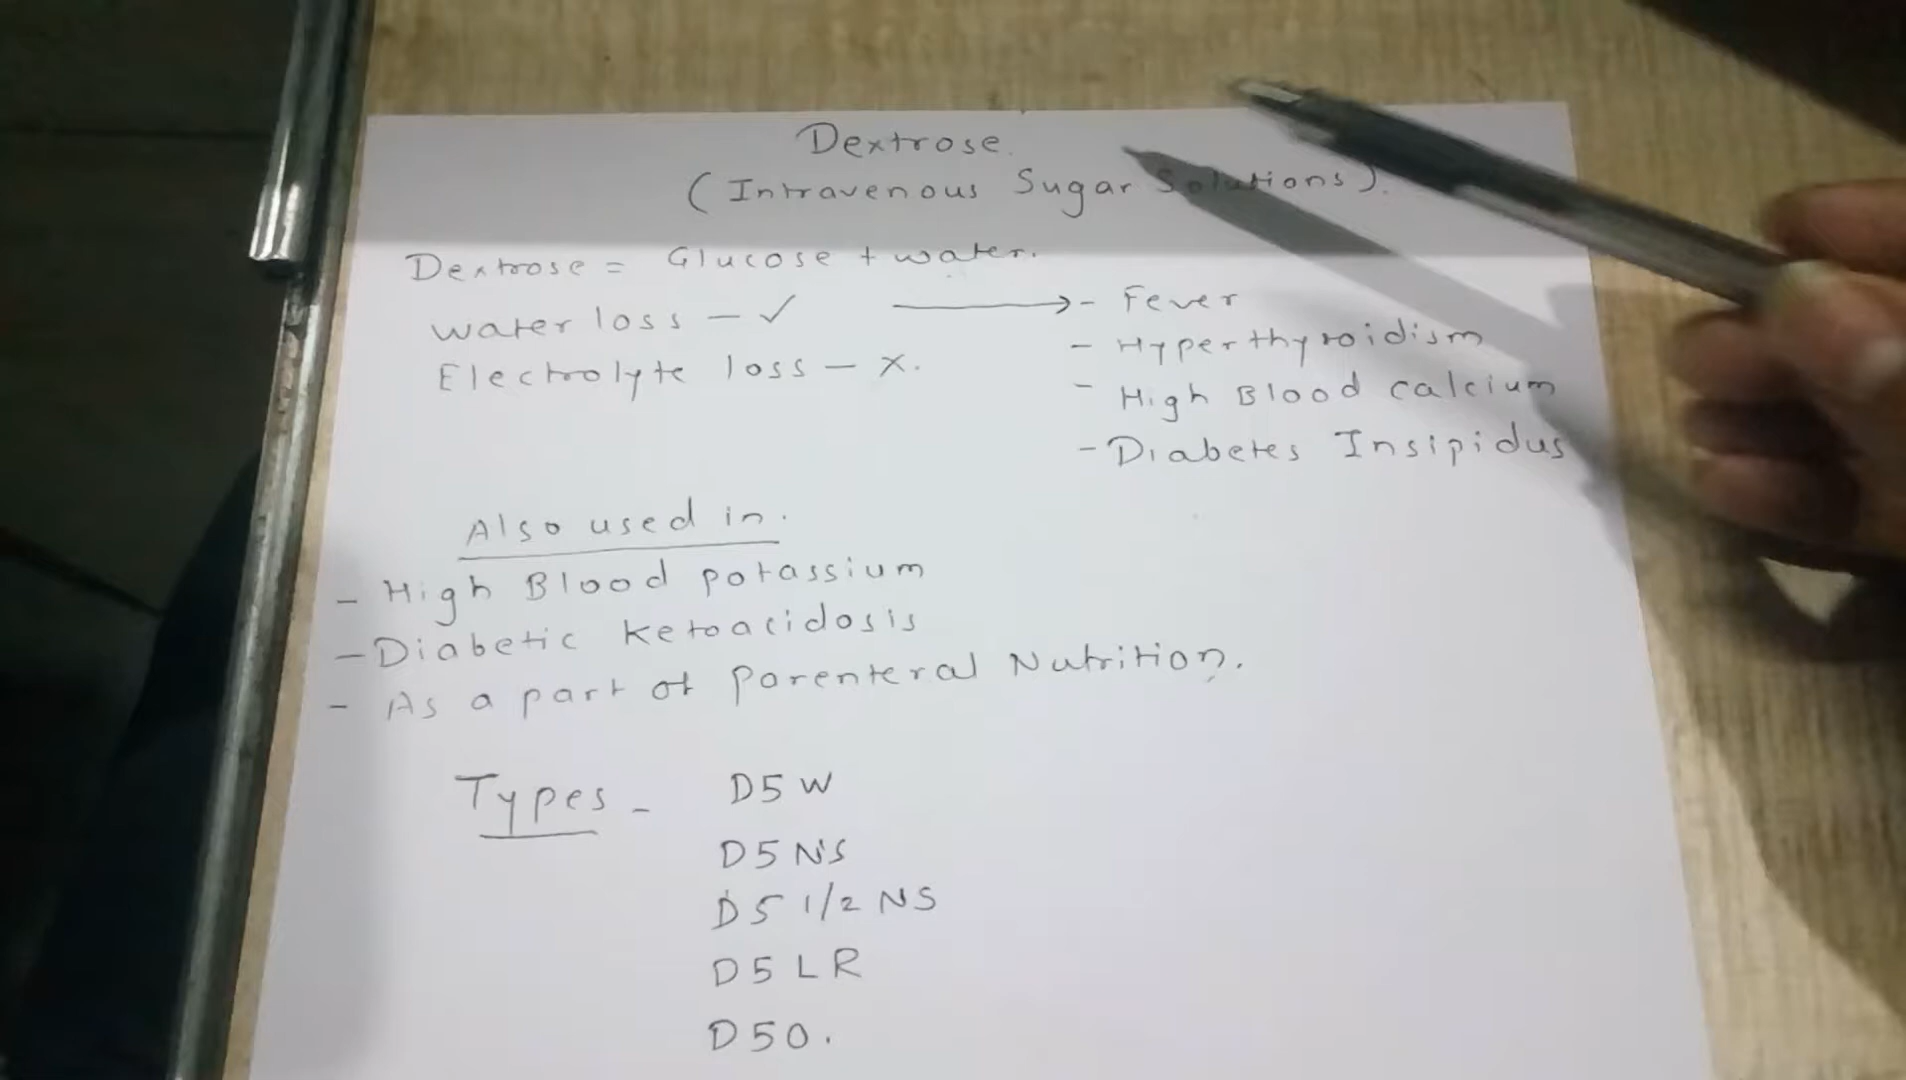 Dextrose.
(Intravenous Sugar Solutions).
Dextrose = Glucose + water.
water loss - ✓ → - Fever
Electrolyte loss - x.
- Hyperthyroidism
- High Blood calcium
- Diabetes Insipidus
Also used in.
- High Blood potassium
- Diabetic ketoacidosis
- As a part of Parenteral Nutrition.
Types - D5W
D5NS
D5 1/2 NS
D5LR
D50.